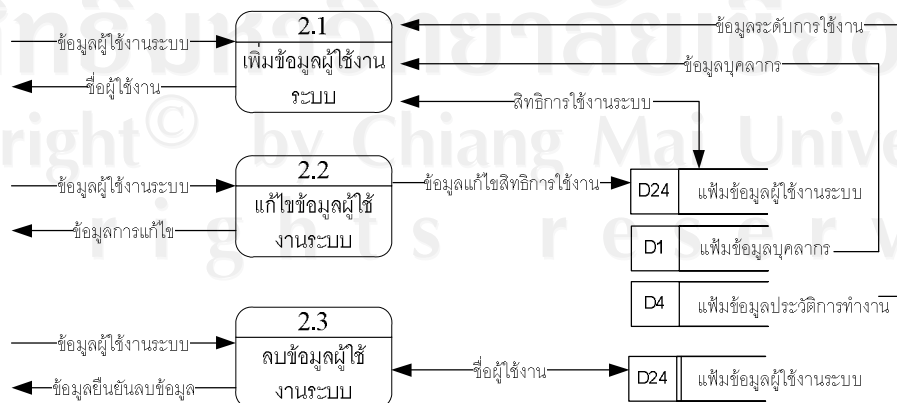 2.1
เพิ่มข้อมูลผู้ใช้งาน
ระบบ
ข้อมูลผู้ใช้งานระบบ
ชื่อผู้ใช้งาน
ข้อมูลระดับการใช้งาน
ข้อมูลบุคลากร
สิทธิการใช้งานระบบ
right© by Chiang Mai Univer
2.2
แก้ไขข้อมูลผู้ใช้
งานระบบ
ข้อมูลผู้ใช้งานระบบ
ข้อมูลการแก้ไข
ข้อมูลแก้ไขสิทธิการใช้งาน
D24 แฟ้มข้อมูลผู้ใช้งานระบบ
rights reserv
D1 แฟ้มข้อมูลบุคลากร
D4 แฟ้มข้อมูลประวัติการทำงาน
2.3
ลบข้อมูลผู้ใช้
งานระบบ
ข้อมูลผู้ใช้งานระบบ
ข้อมูลยืนยันลบข้อมูล
ชื่อผู้ใช้งาน
D24 แฟ้มข้อมูลผู้ใช้งานระบบ